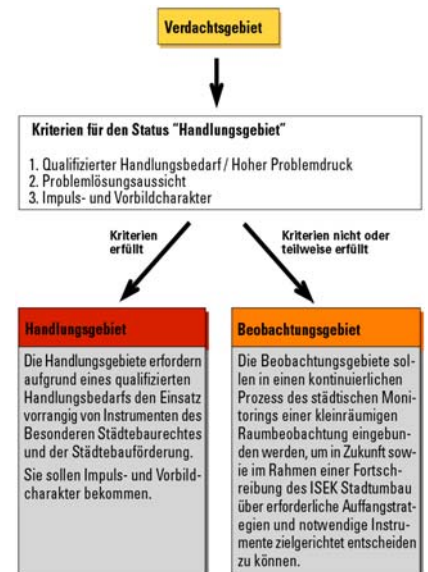 Verdachtsgebiet
Kriterien für den Status "Handlungsgebiet"
1. Qualifizierter Handlungsbedarf / Hoher Problemdruck
2. Problemlösungsaussicht
3. Impuls- und Vorbildcharakter
Kriterien
erfüllt
Kriterien nicht oder
teilweise erfüllt
Handlungsgebiet
Die Handlungsgebiete erfordern
aufgrund eines qualifizierten
Handlungsbedarfs den Einsatz
vorrangig von Instrumenten des
Besonderen Städtebaurechtes
und der Städtebauförderung.
Sie sollen Impuls- und Vorbild-
charakter bekommen.
Beobachtungsgebiet
Die Beobachtungsgebiete sol-
len in einen kontinuierlichen
Prozess des städtischen Moni-
torings einer kleinräumigen
Raumbeobachtung eingebun-
den werden, um in Zukunft sow-
ie im Rahmen einer Fortsch-
reibung des ISEK Stadtumbau
über erforderliche Auffangstrat-
egien und notwendige Instru-
mente zielgerichtet entscheiden
zu können.